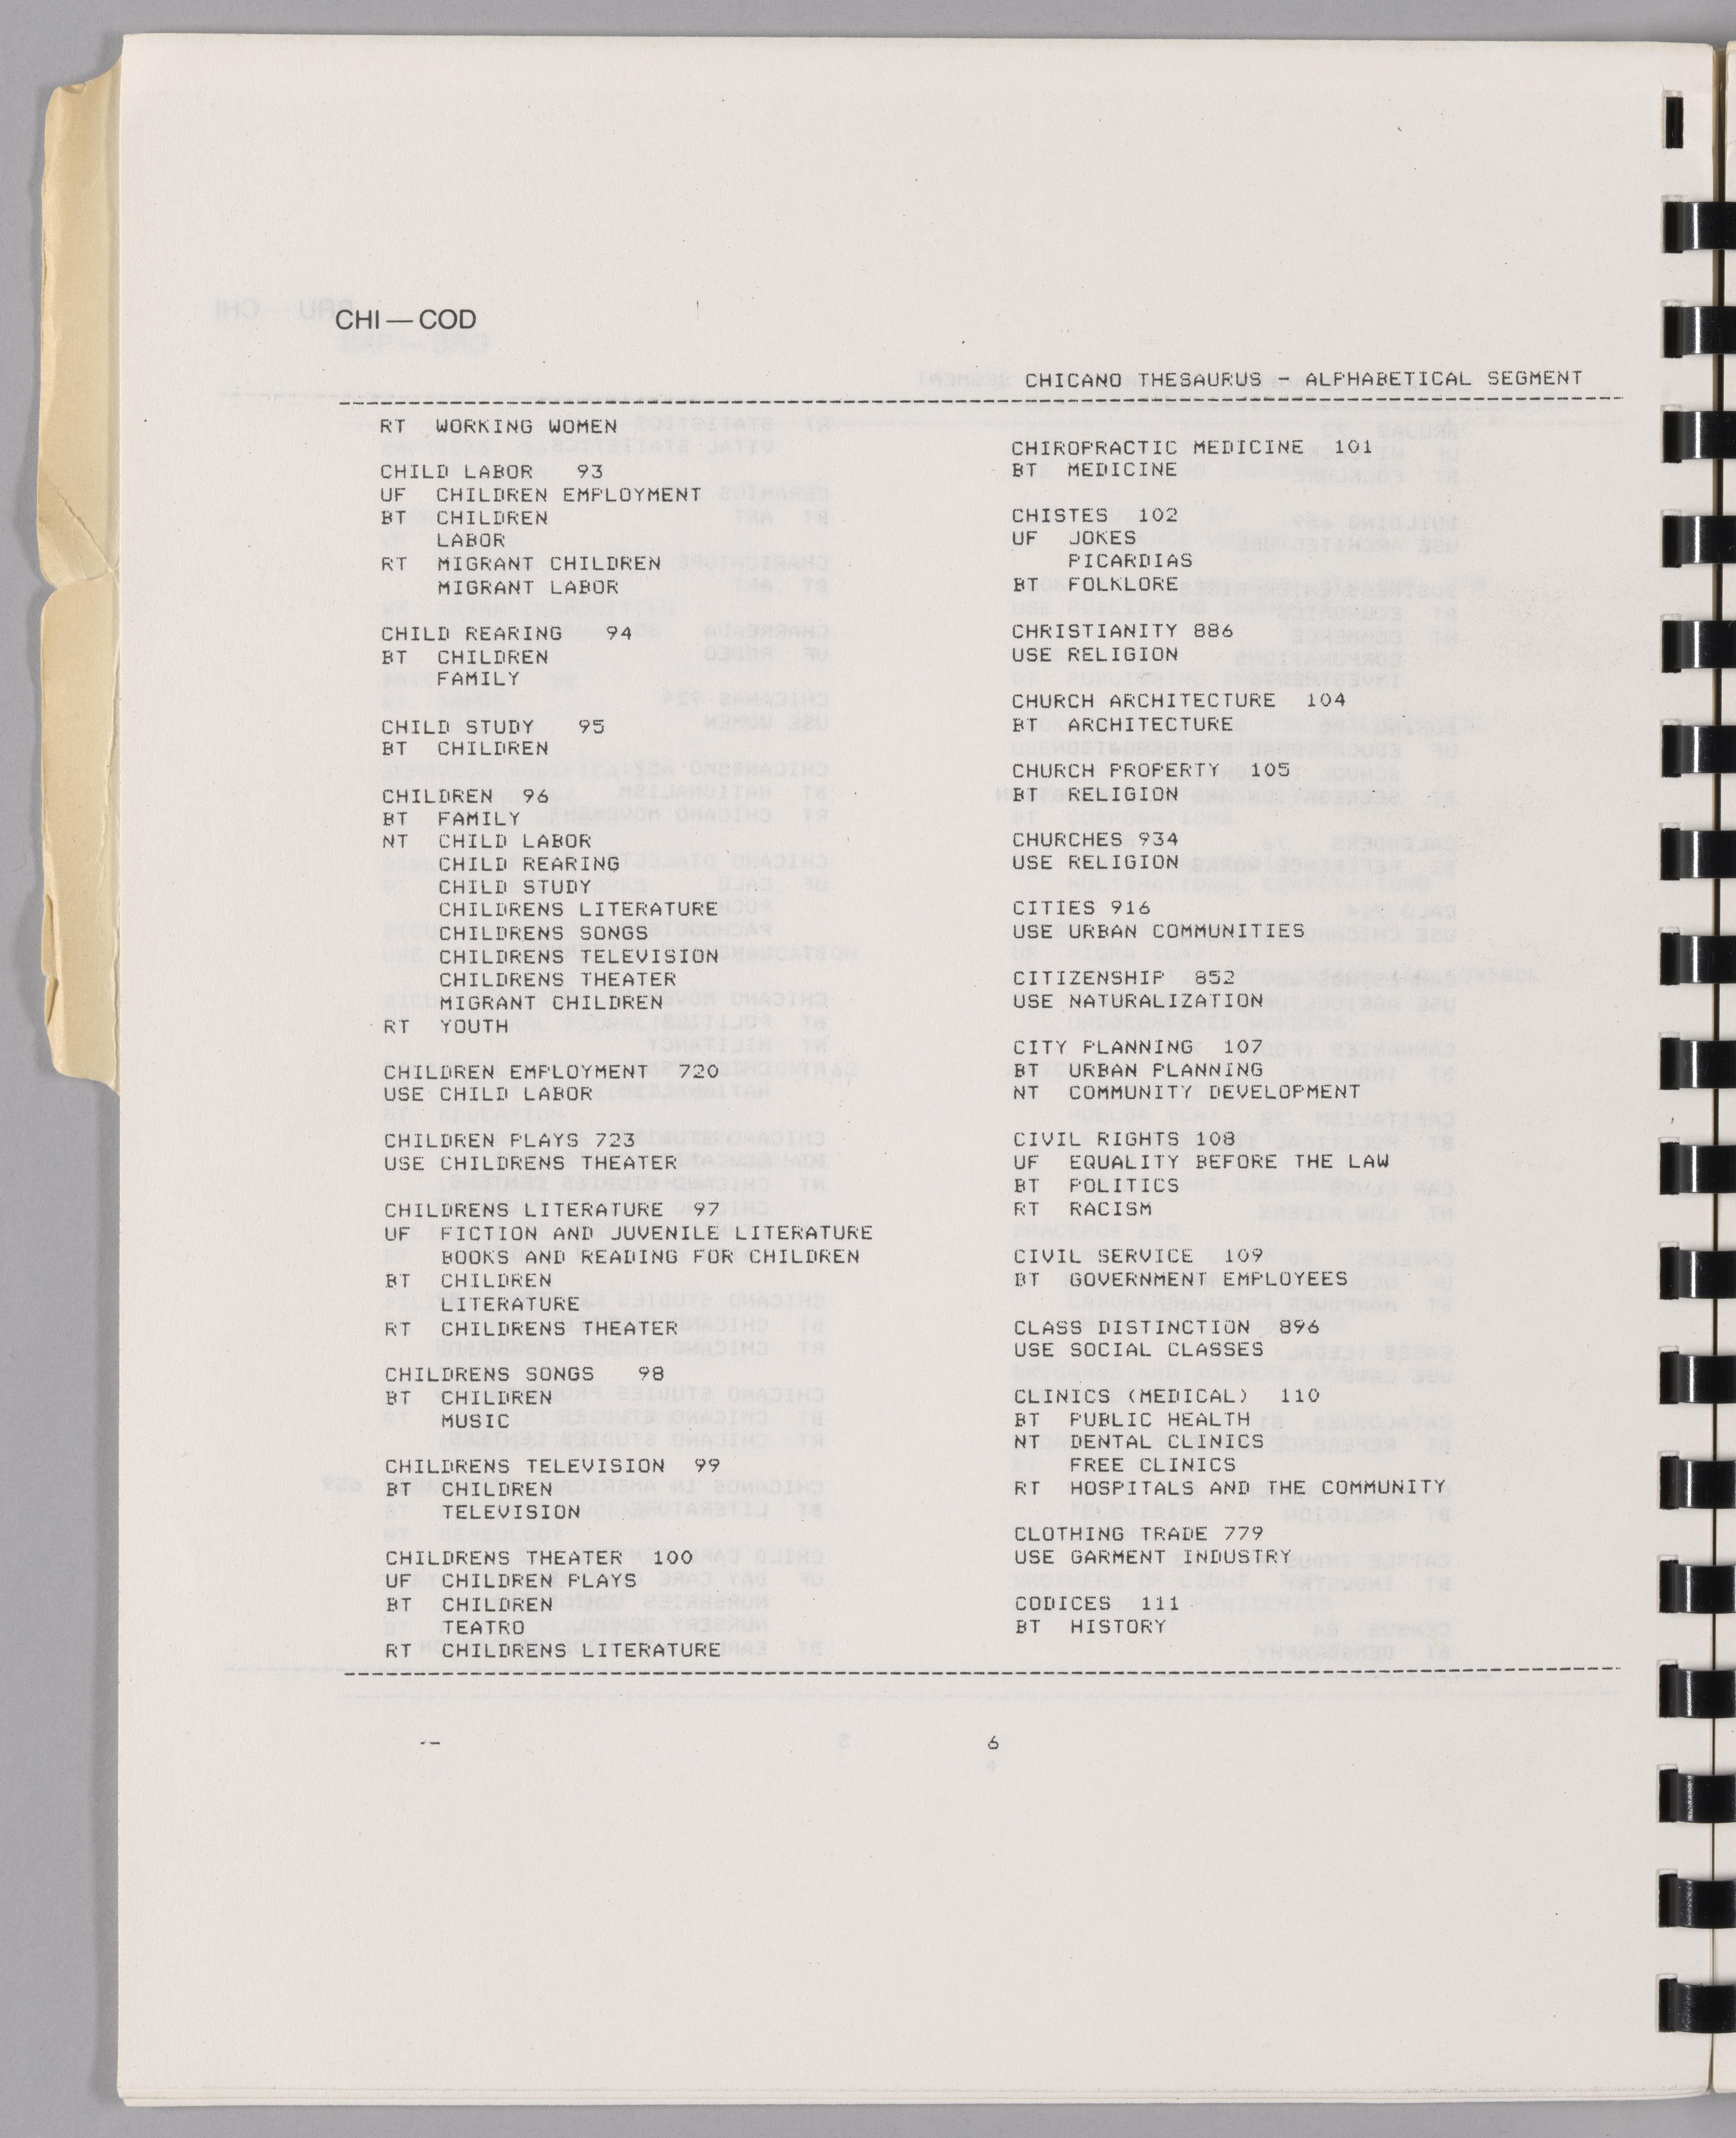 CHI — COD
CHICANO THESAURUS - ALPHABETICAL SEGMENT
RT WORKING WOMEN
CHILD LABOR 93
UF CHILDREN EMPLOYMENT
BT CHILDREN
LABOR
RT MIGRANT CHILDREN
MIGRANT LABOR
CHILD REARING 94
BT CHILDREN
FAMILY
CHILD STUDY 95
BT CHILDREN
CHILDREN 96
BT FAMILY
NT CHILD LABOR
CHILD REARING
CHILD STUDY
CHILDRENS LITERATURE
CHILDRENS SONGS
CHILDRENS TELEVISION
CHILDRENS THEATER
MIGRANT CHILDREN
RT YOUTH
CHILDREN EMPLOYMENT 720
USE CHILD LABOR
CHILDREN PLAYS 723
USE CHILDRENS THEATER
CHILDRENS LITERATURE 97
UF FICTION AND JUVENILE LITERATURE
BOOKS AND READING FOR CHILDREN
BT CHILDREN
LITERATURE
RT CHILDRENS THEATER
CHILDRENS SONGS 98
BT CHILDREN
MUSIC
CHILDRENS TELEVISION 99
BT CHILDREN
TELEVISION
CHILDRENS THEATER 100
UF CHILDREN PLAYS
BT CHILDREN
TEATRO
RT CHILDRENS LITERATURE
CHIROPRACTIC MEDICINE 101
BT MEDICINE
CHISTES 102
UF JOKES
PICARDIAS
BT FOLKLORE
CHRISTIANITY 886
USE RELIGION
CHURCH ARCHITECTURE 104
BT ARCHITECTURE
CHURCH PROPERTY 105
BT RELIGION
CHURCHES 934
USE RELIGION
CITIES 916
USE URBAN COMMUNITIES
CITIZENSHIP 852
USE NATURALIZATION
CITY PLANNING 107
BT URBAN PLANNING
NT COMMUNITY DEVELOPMENT
CIVIL RIGHTS 108
UF EQUALITY BEFORE THE LAW
BT POLITICS
RT RACISM
CIVIL SERVICE 109
BT GOVERNMENT EMPLOYEES
CLASS DISTINCTION 896
USE SOCIAL CLASSES
CLINICS (MEDICAL) 110
BT PUBLIC HEALTH
NT DENTAL CLINICS
FREE CLINICS
RT HOSPITALS AND THE COMMUNITY
CLOTHING TRADE 779
USE GARMENT INDUSTRY
CODICES 111
BT HISTORY
6